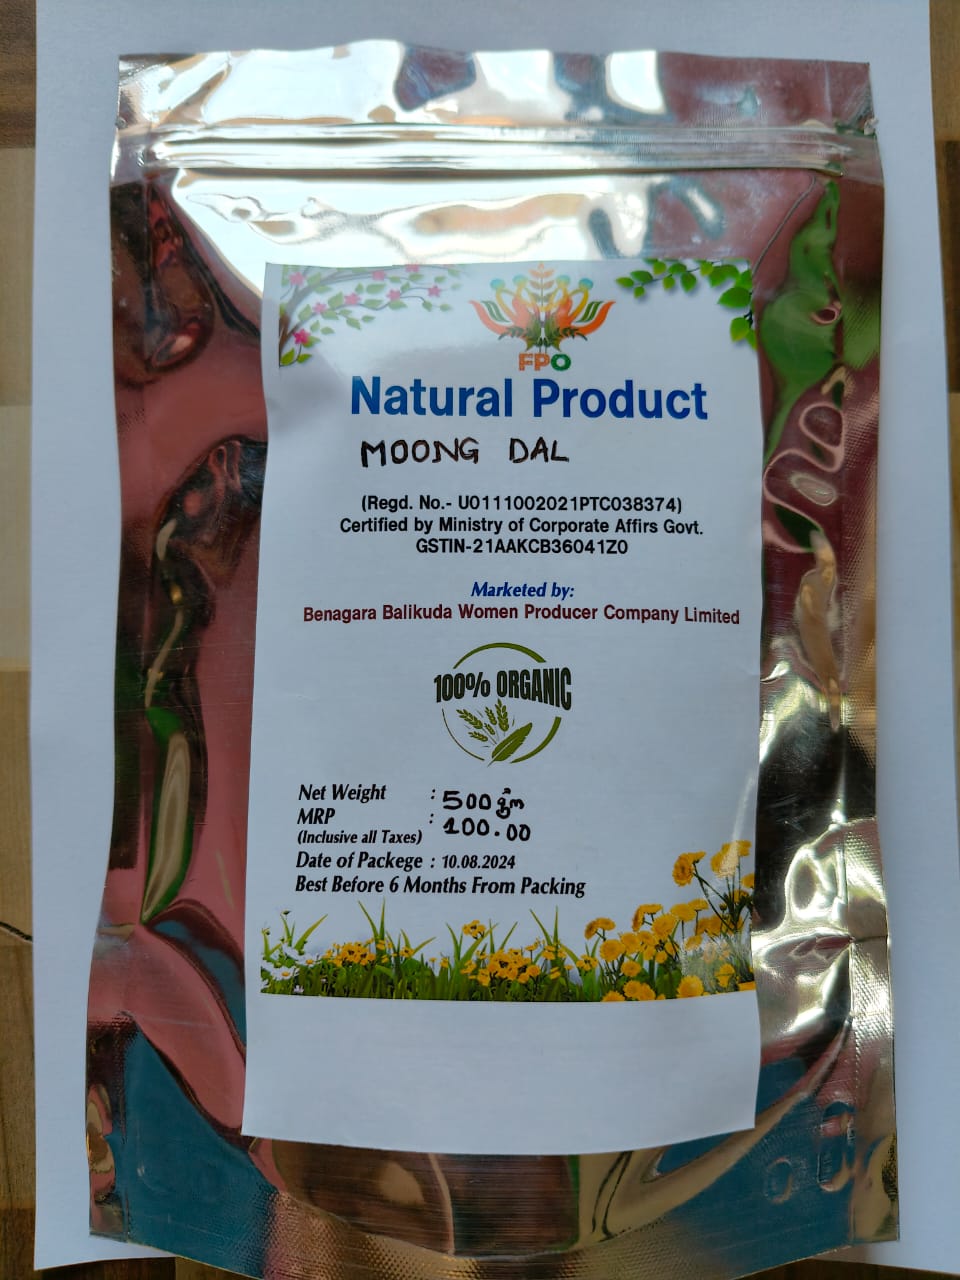 FPO
Natural Product
MOONG DAL
(Regd. No.- U0111002021PTC038374)
Certified by Ministry of Corporate Affirs Govt.
GSTIN-21AAKCB36041Z0
Marketed by:
Benagara Balikuda Women Producer Company Limited
100% ORGANIC
Net Weight : 500 gm
MRP : 100.00
(Inclusive all Taxes)
Date of Packege : 10.08.2024
Best Before 6 Months From Packing